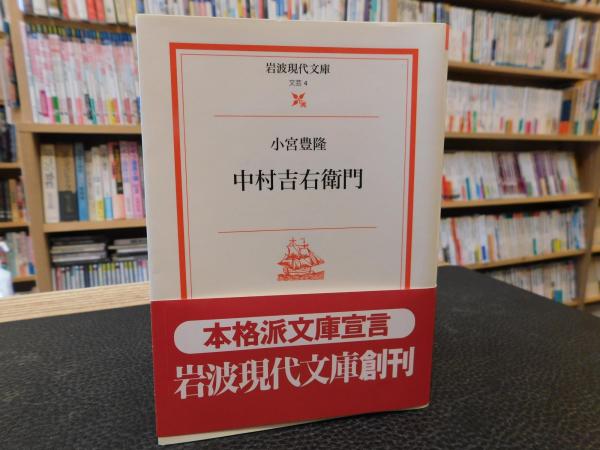 岩波現代文庫
文芸 4
小宮豊隆
中村吉右衛門
本格派文庫宣言
岩波現代文庫創刊